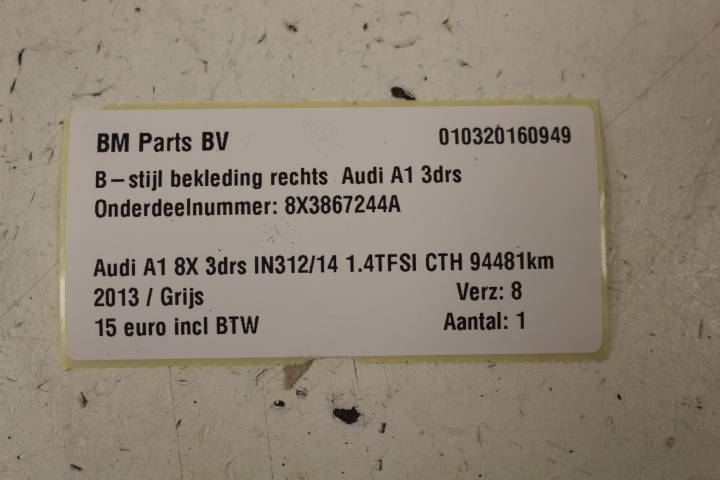 BM Parts BV 010320160949
B-stijl bekleding rechts Audi A1 3drs
Onderdeelnummer: 8X3867244A
Audi A1 8X 3drs IN312/14 1.4TFSI CTH 94481km
2013 / Grijs Verz: 8
15 euro incl BTW Aantal: 1